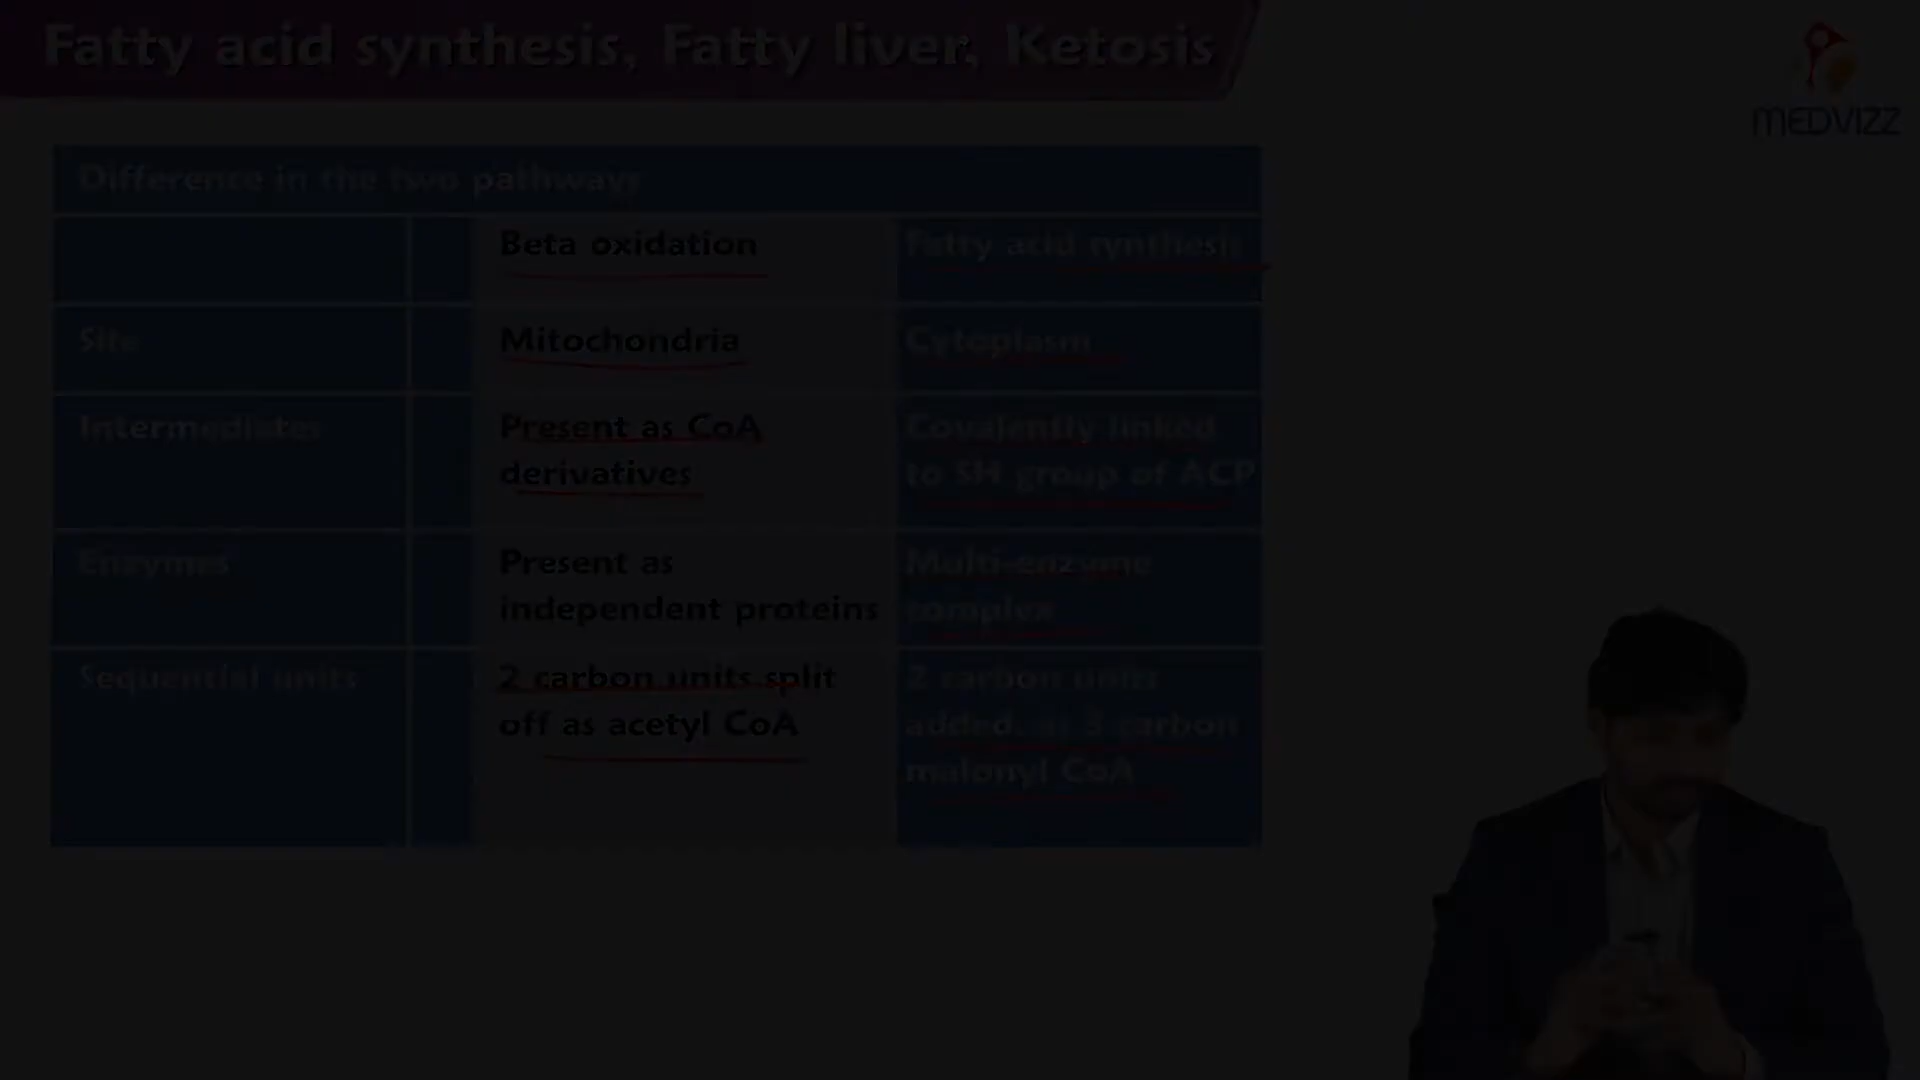 Fatty acid synthesis, Fatty liver, Ketosis
MEDVIZZ
Difference in the two pathways
Beta oxidation
Fatty acid synthesis
Site
Mitochondria
Cytoplasm
Intermediates
Present as CoA
derivatives
Covalently linked
to SH group of ACP
Enzymes
Present as
independent proteins
Multi-enzyme
complex
Sequential units
2 carbon units split
off as acetyl CoA
2 carbon units
added, as 3 carbon
malonyl CoA